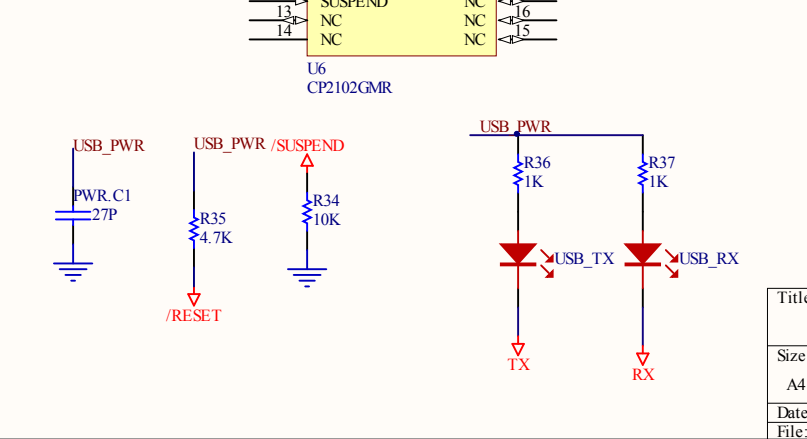 SUSPEND NC
13 NC NC 16
14 NC NC 15
U6
CP2102GMR
USB_PWR
PWR.C1
27P
USB_PWR
R35
4.7K
/RESET
/SUSPEND
R34
10K
USB_PWR
R36
1K
R37
1K
USB_TX
USB_RX
TX
RX
Title
Size
A4
Date
File: